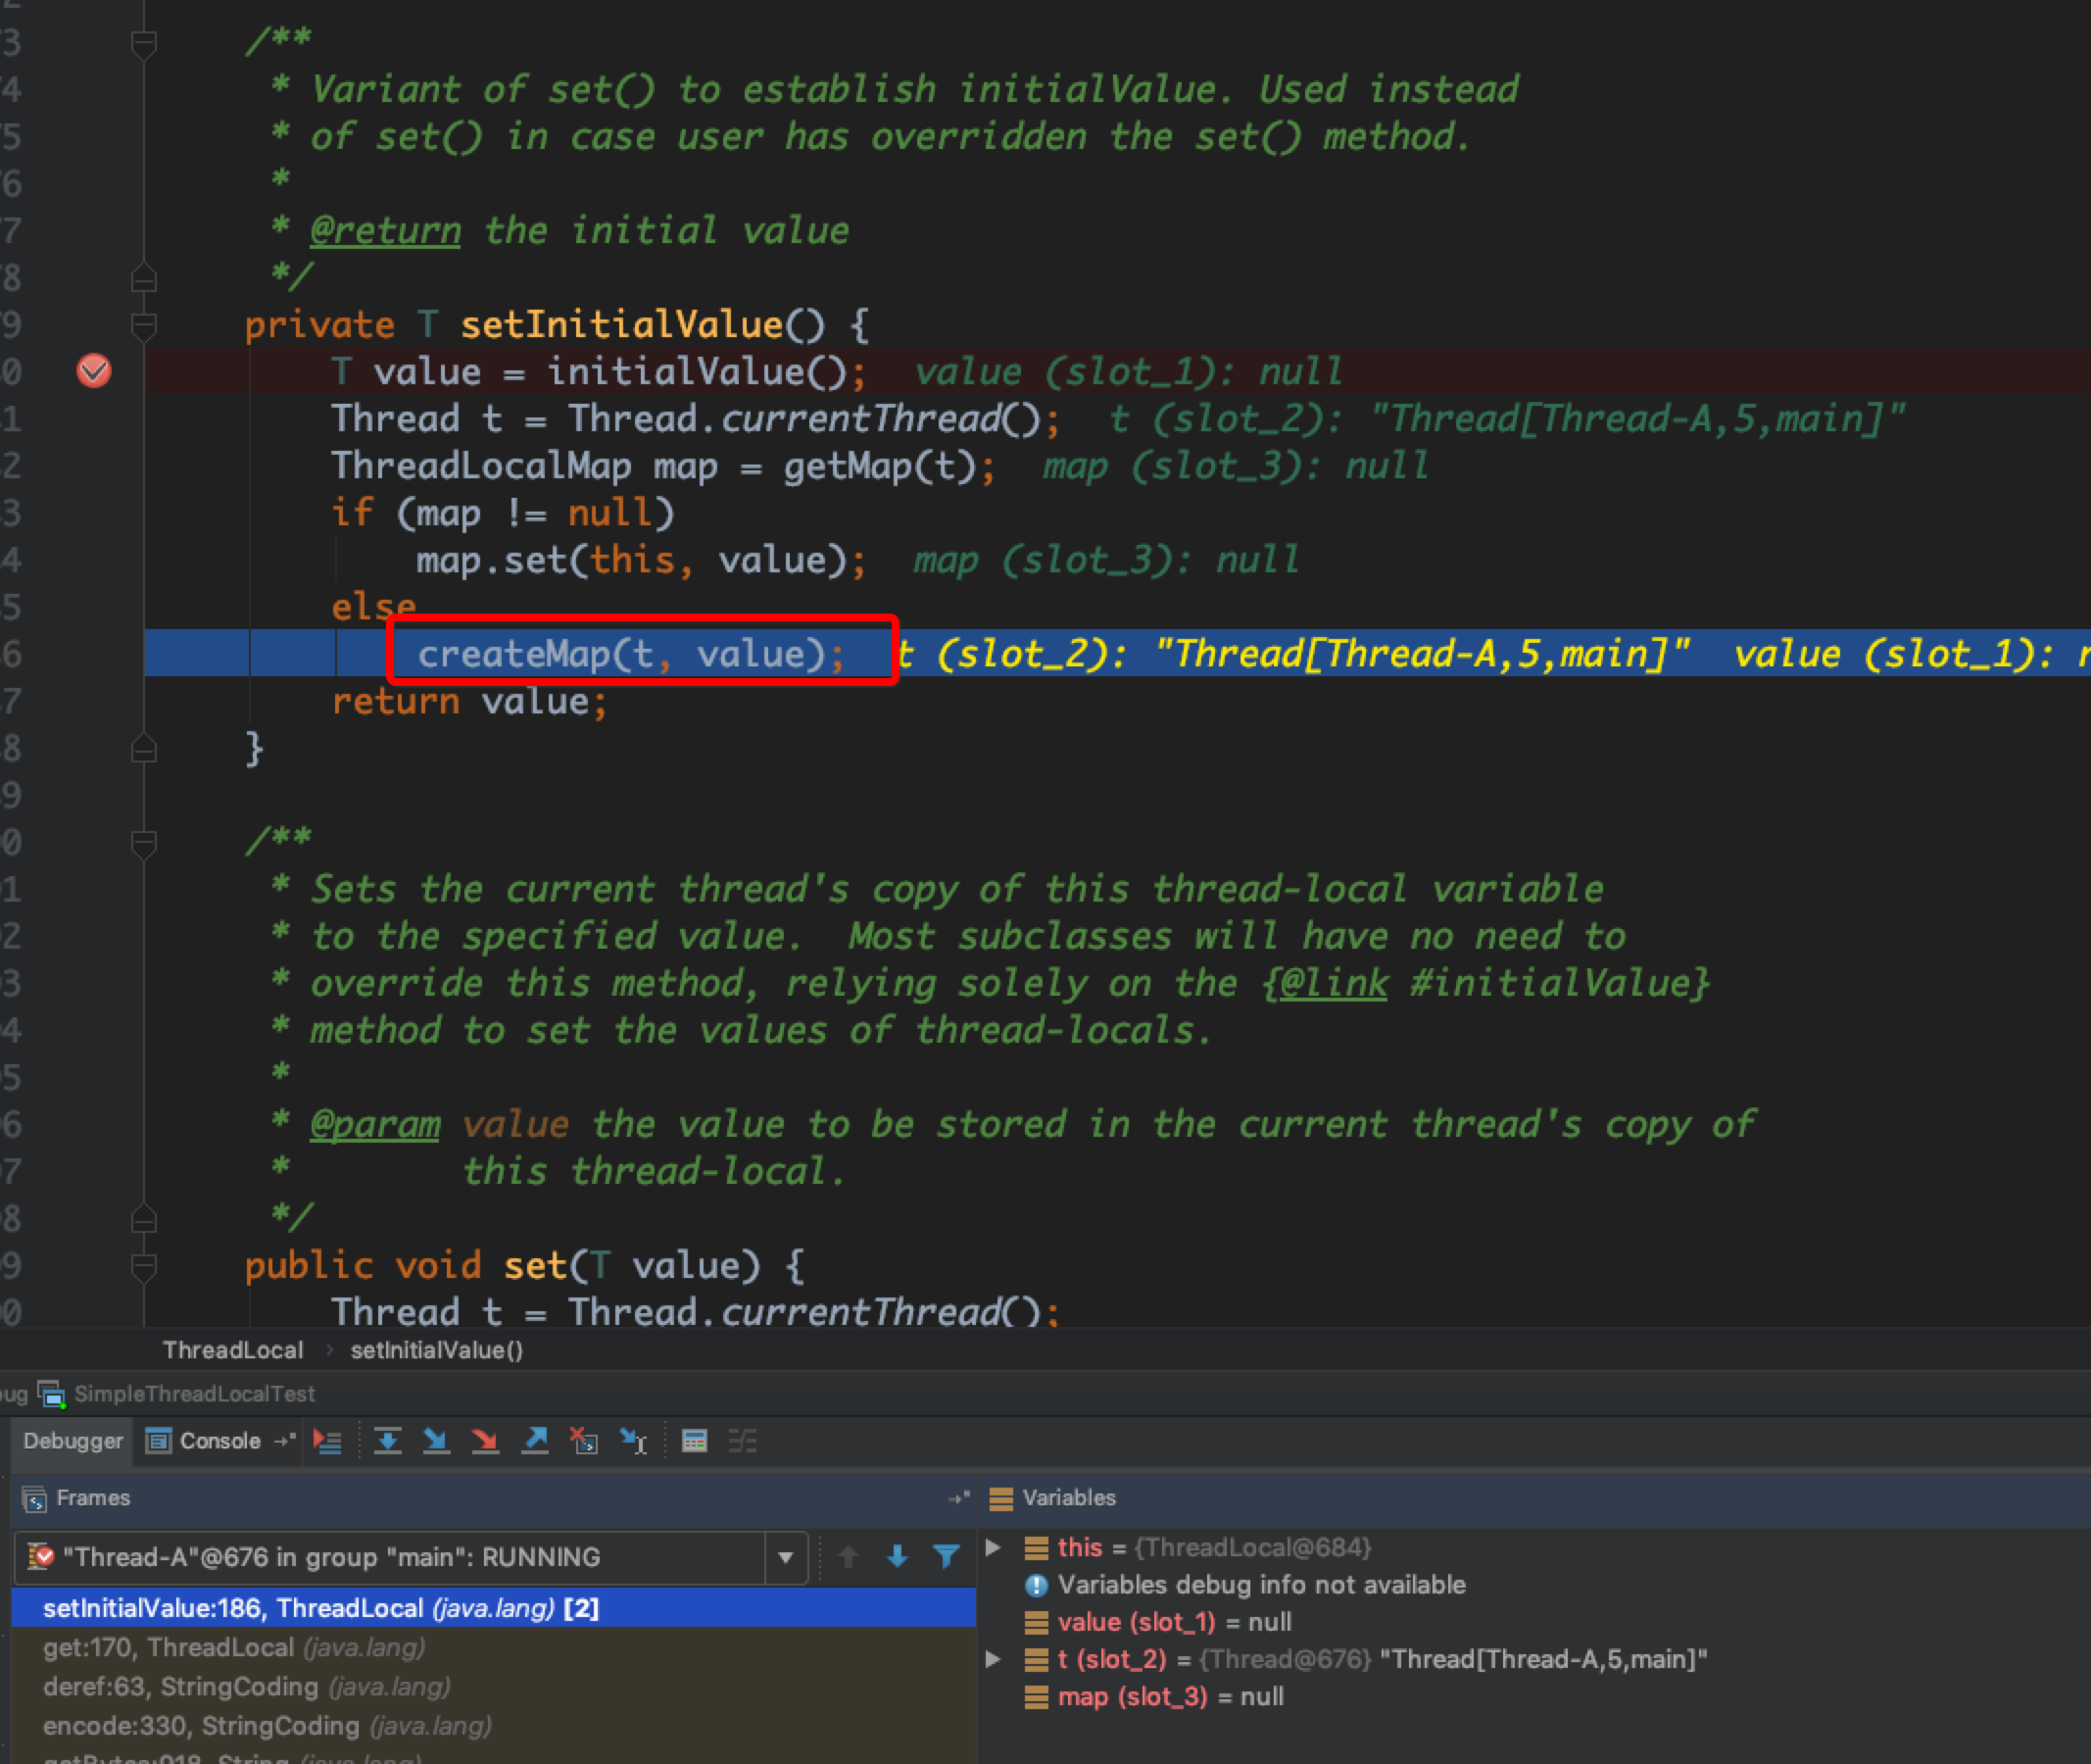 3 /**
4 * Variant of set() to establish initialValue. Used instead
5 * of set() in case user has overridden the set() method.
6 *
7 * @return the initial value
8 */
9 private T setInitialValue() {
0 T value = initialValue(); value (slot_1): null
1 Thread t = Thread.currentThread(); t (slot_2): "Thread[Thread-A,5,main]"
2 ThreadLocalMap map = getMap(t); map (slot_3): null
3 if (map != null)
4 map.set(this, value); map (slot_3): null
5 else
6 createMap(t, value); t (slot_2): "Thread[Thread-A,5,main]" value (slot_1):
7 return value;
8 }
9
0 /**
1 * Sets the current thread's copy of this thread-local variable
2 * to the specified value. Most subclasses will have no need to
3 * override this method, relying solely on the {@link #initialValue}
4 * method to set the values of thread-locals.
5 *
6 * @param value the value to be stored in the current thread's copy of
7 * this thread-local.
8 */
9 public void set(T value) {
0 Thread t = Thread.currentThread();
ThreadLocal > setInitialValue()
ug SimpleThreadLocalTest
Debugger Console
Frames
"Thread-A"@676 in group "main": RUNNING
setInitialValue:186, ThreadLocal (java.lang) [2]
get:170, ThreadLocal (java.lang)
deref:63, StringCoding (java.lang)
encode:330, StringCoding (java.lang)
getBytes:918, String (java.lang)
Variables
this = {ThreadLocal@684}
Variables debug info not available
value (slot_1) = null
t (slot_2) = {Thread@676} "Thread[Thread-A,5,main]"
map (slot_3) = null